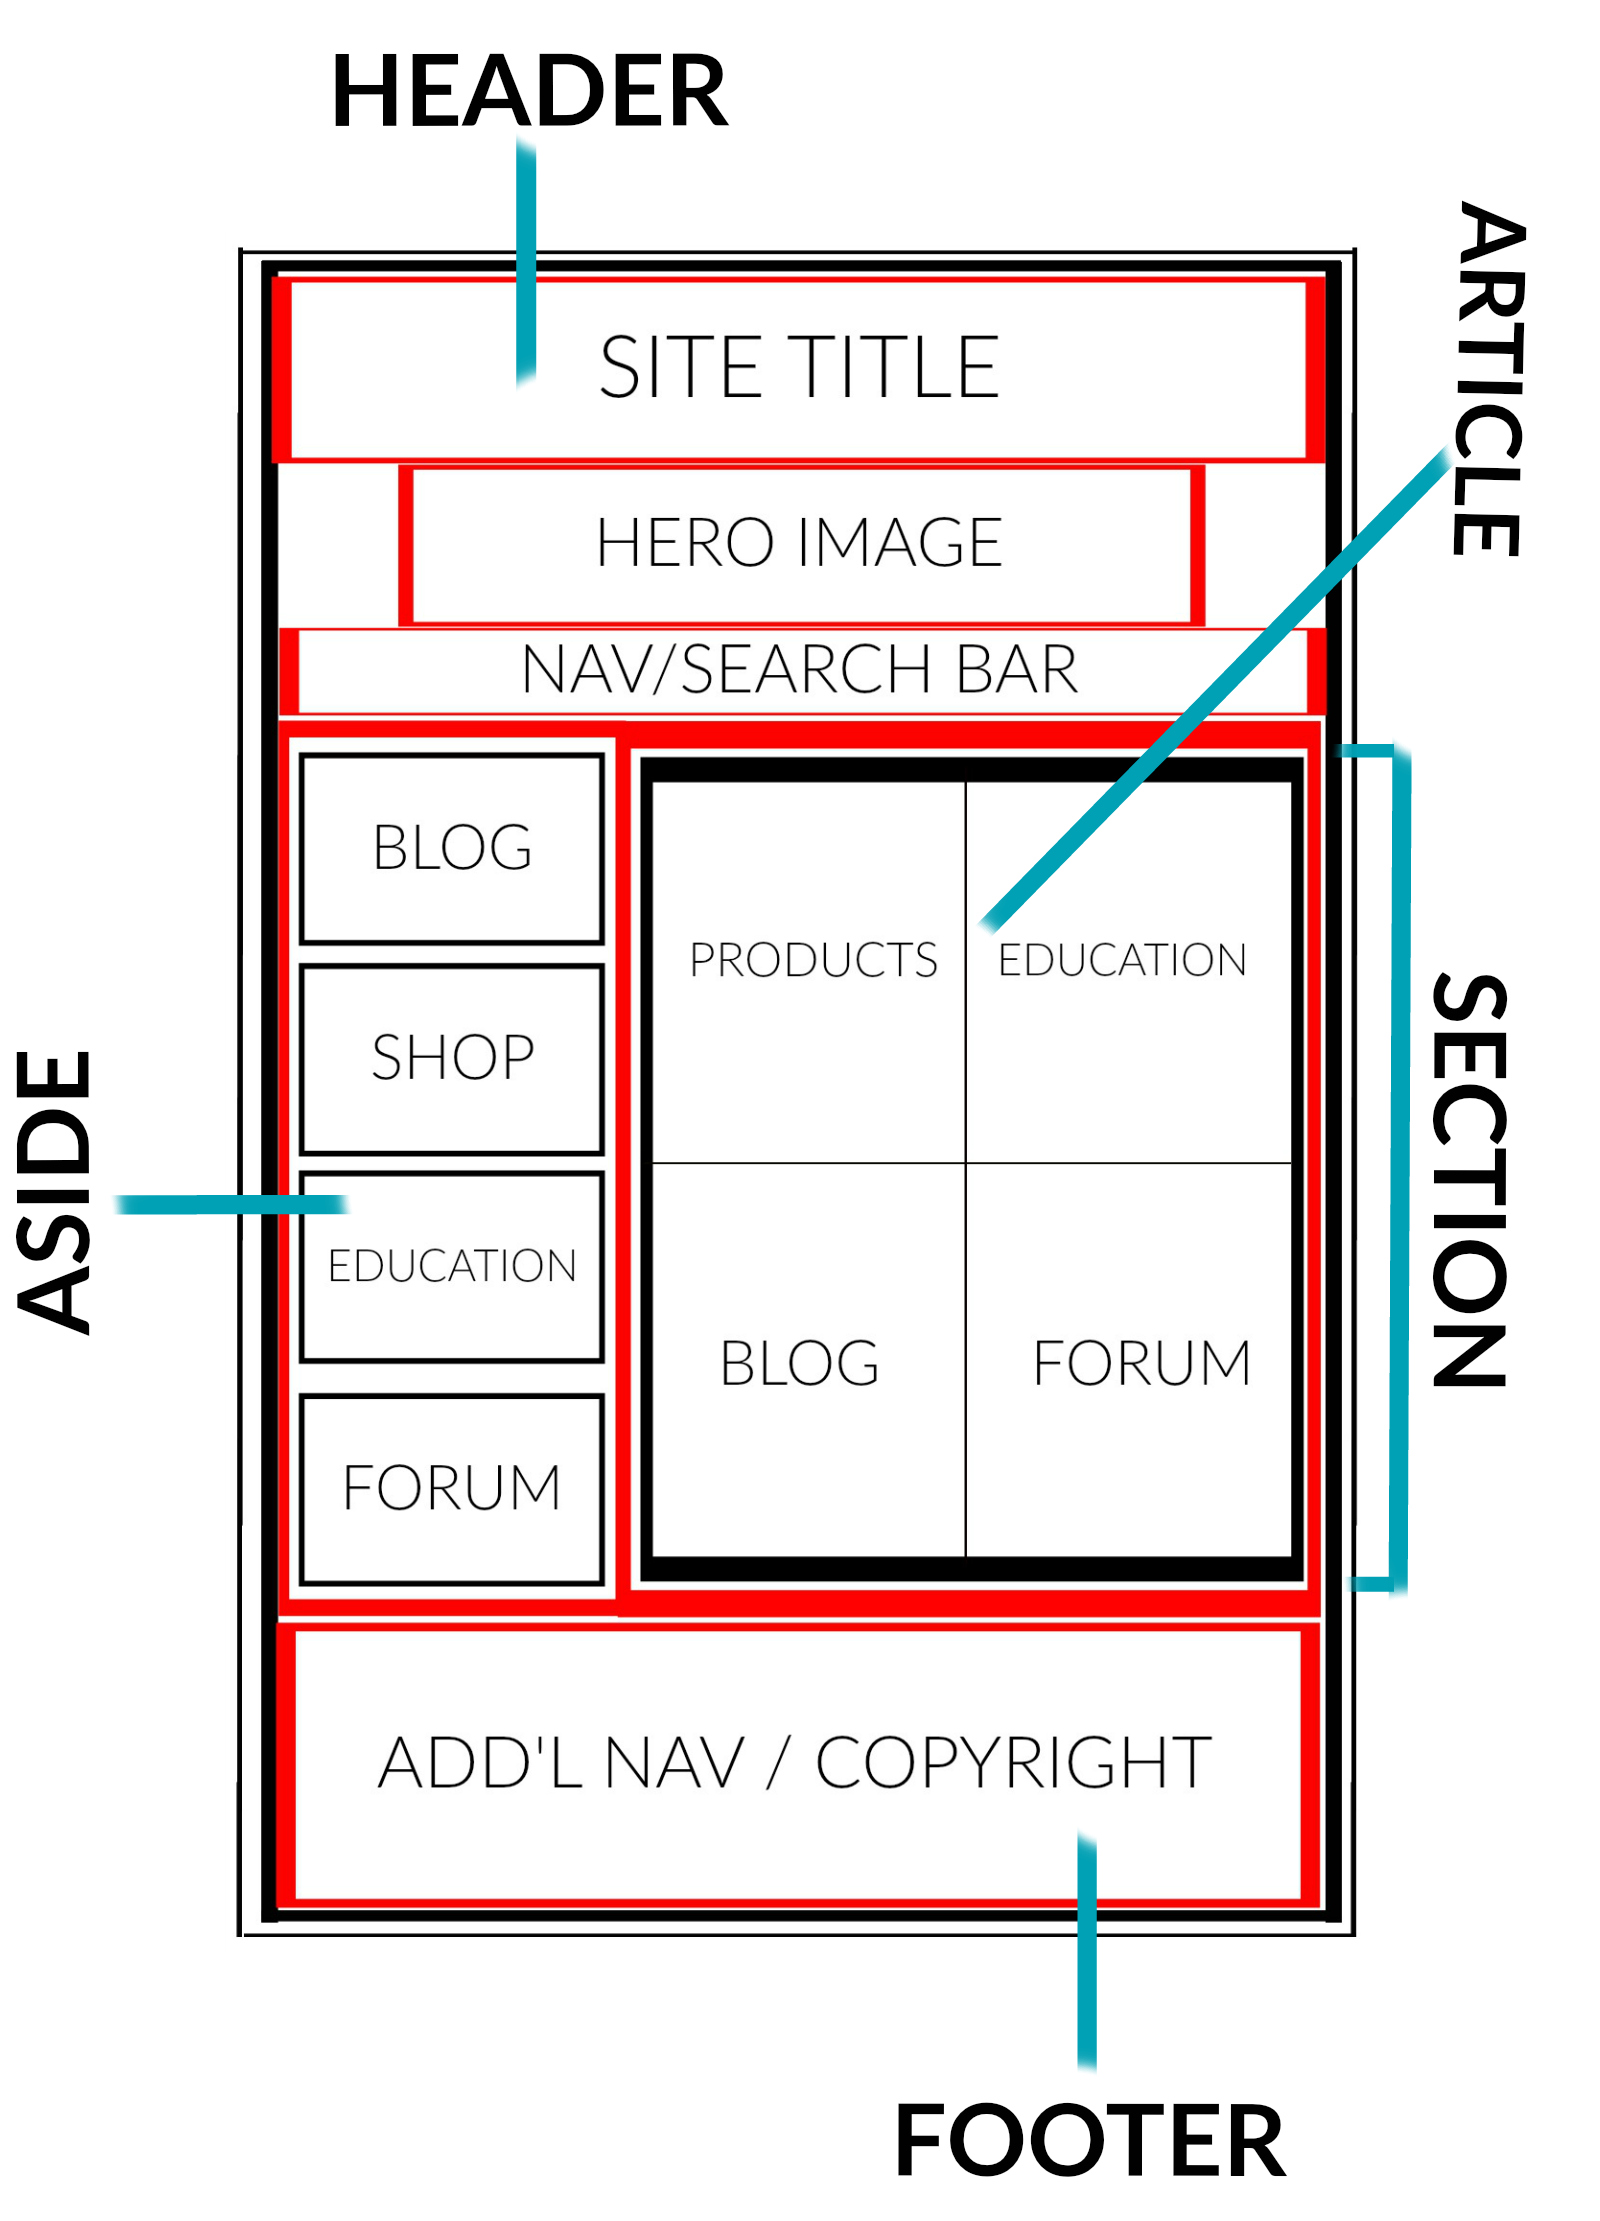 HEADER
ARTICLE
SITE TITLE
HERO IMAGE
NAV/SEARCH BAR
BLOG
SHOP
EDUCATION
FORUM
PRODUCTS
EDUCATION
BLOG
FORUM
ASIDE
SECTION
ADD'L NAV / COPYRIGHT
FOOTER